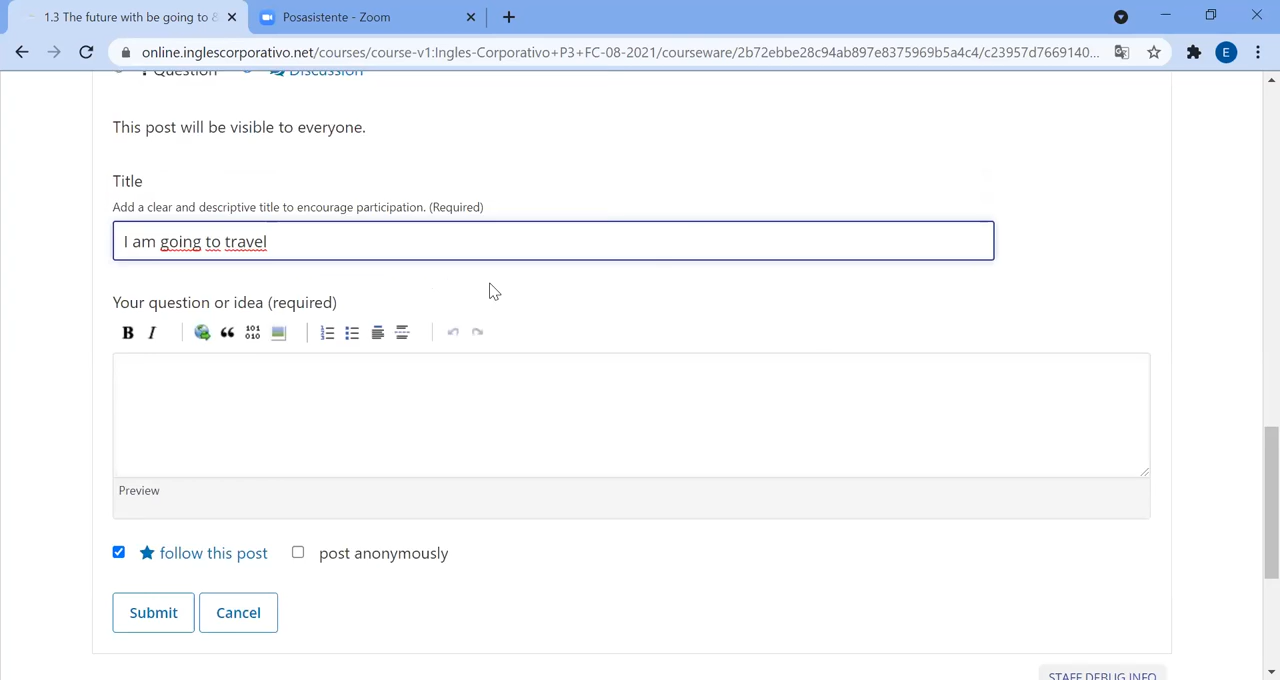 1.3 The future with be going to &
Posasistente - Zoom
online.inglescorporativo.net/courses/course-v1:Ingles-Corporativo+P3+FC-08-2021/courseware/2b72ebbe28c94ab897e8375969b5a4c4/c23957d7669140...
E
Question Discussion
This post will be visible to everyone.
Title
Add a clear and descriptive title to encourage participation. (Required)
I am going to travel
Your question or idea (required)
B I
101
010
Preview
follow this post post anonymously
Submit Cancel
STAFF DEBUG INFO